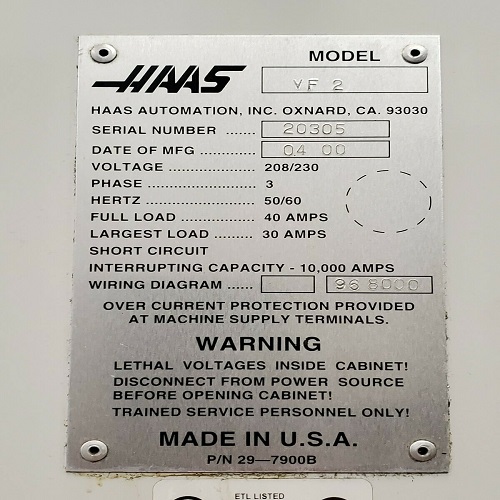 MODEL
HAAS VF 2
HAAS AUTOMATION, INC. OXNARD, CA. 93030
SERIAL NUMBER ....... 20305
DATE OF MFG .............. 04 00
VOLTAGE ....................... 208/230
PHASE ............................ 3
HERTZ ............................ 50/60
FULL LOAD .................. 40 AMPS
LARGEST LOAD ......... 30 AMPS
SHORT CIRCUIT
INTERRUPTING CAPACITY - 10,000 AMPS
WIRING DIAGRAM ...... 96 8000
OVER CURRENT PROTECTION PROVIDED
AT MACHINE SUPPLY TERMINALS.
WARNING
LETHAL VOLTAGES INSIDE CABINET!
DISCONNECT FROM POWER SOURCE
BEFORE OPENING CABINET!
TRAINED SERVICE PERSONNEL ONLY!
MADE IN U.S.A.
P/N 29—7900B
ETL LISTED